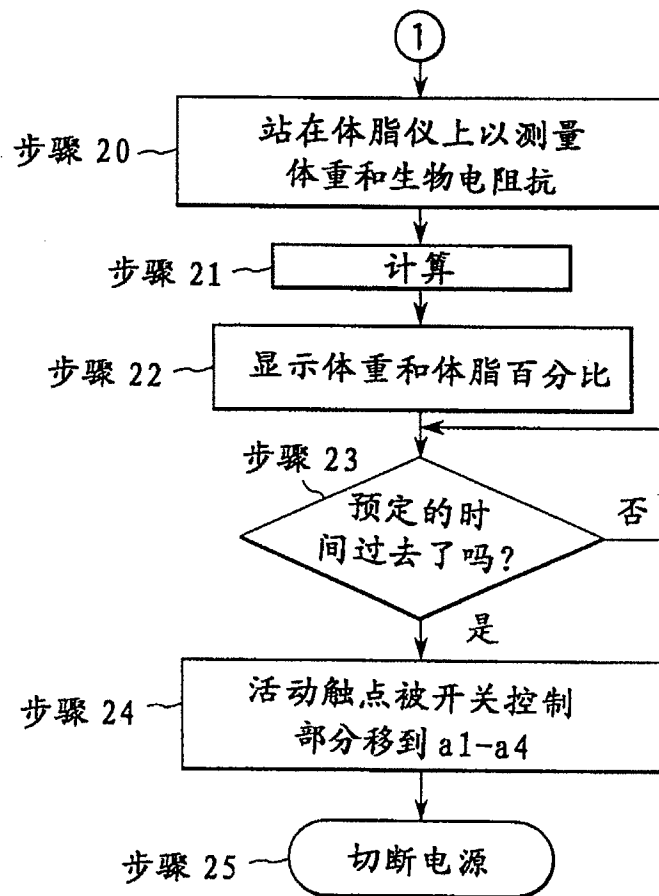 1
步骤 20
站在体脂仪上以测量
体重和生物电阻抗
步骤 21
计算
步骤 22
显示体重和体脂百分比
步骤 23
预定的时
间过去了吗?
否
是
步骤 24
活动触点被开关控制
部分移到 a1-a4
步骤 25
切断电源